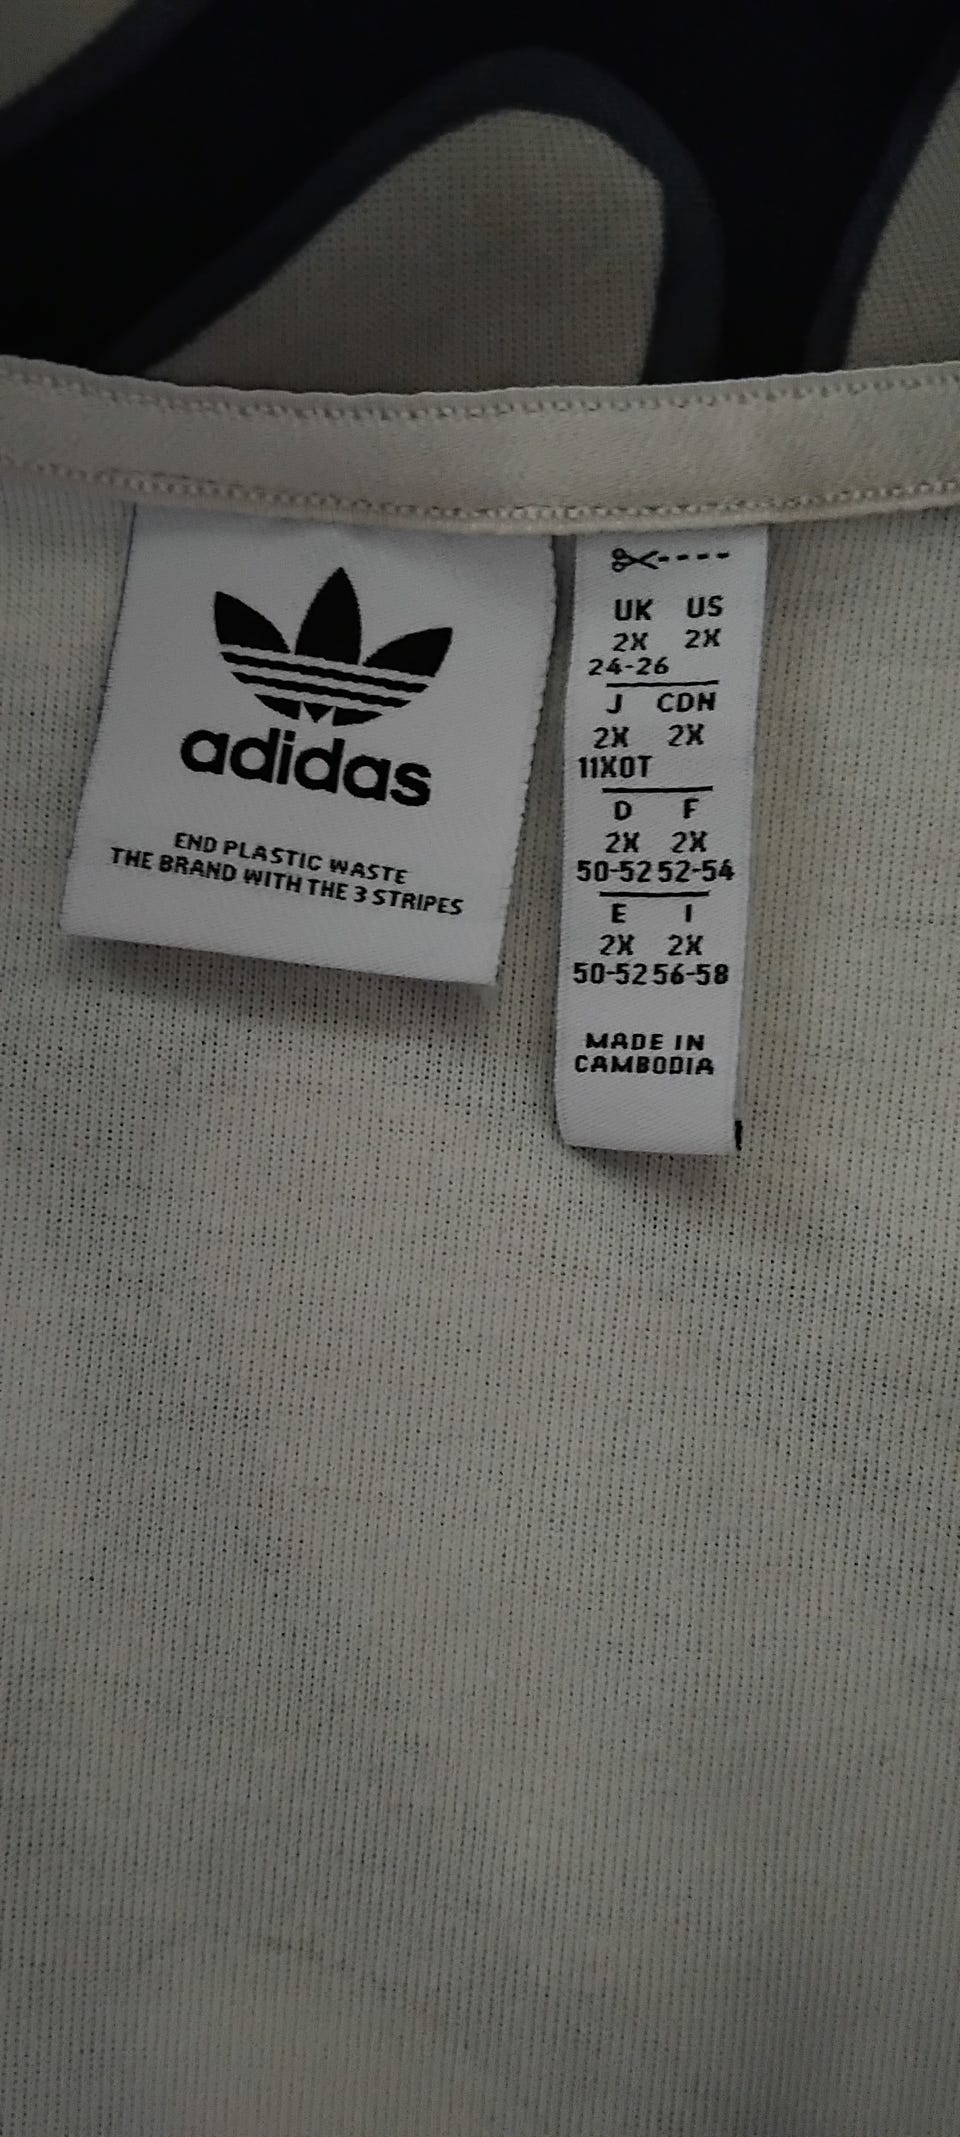 adidas
END PLASTIC WASTE
THE BRAND WITH THE 3 STRIPES
UK US
2X 2X
24-26
J CDN
2X 2X
11XOT
D F
2X 2X
50-52 52-54
E I
2X 2X
50-52 56-58
MADE IN
CAMBODIA